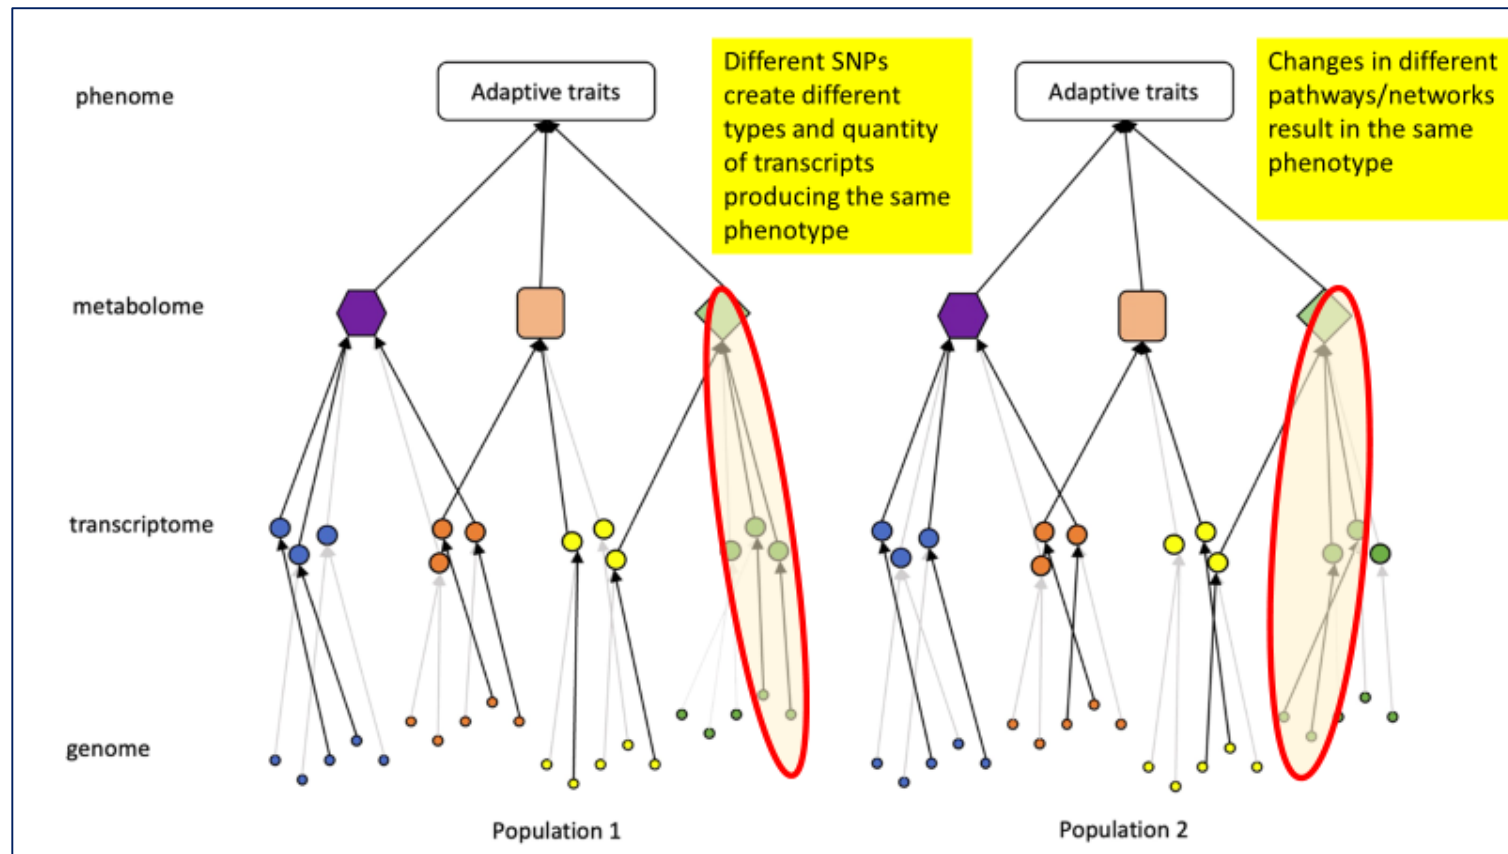 phenome
Adaptive traits
Different SNPs
create different
types and quantity
of transcripts
producing the same
phenotype
Adaptive traits
Changes in different
pathways/networks
result in the same
phenotype
metabolome
transcriptome
genome
Population 1
Population 2